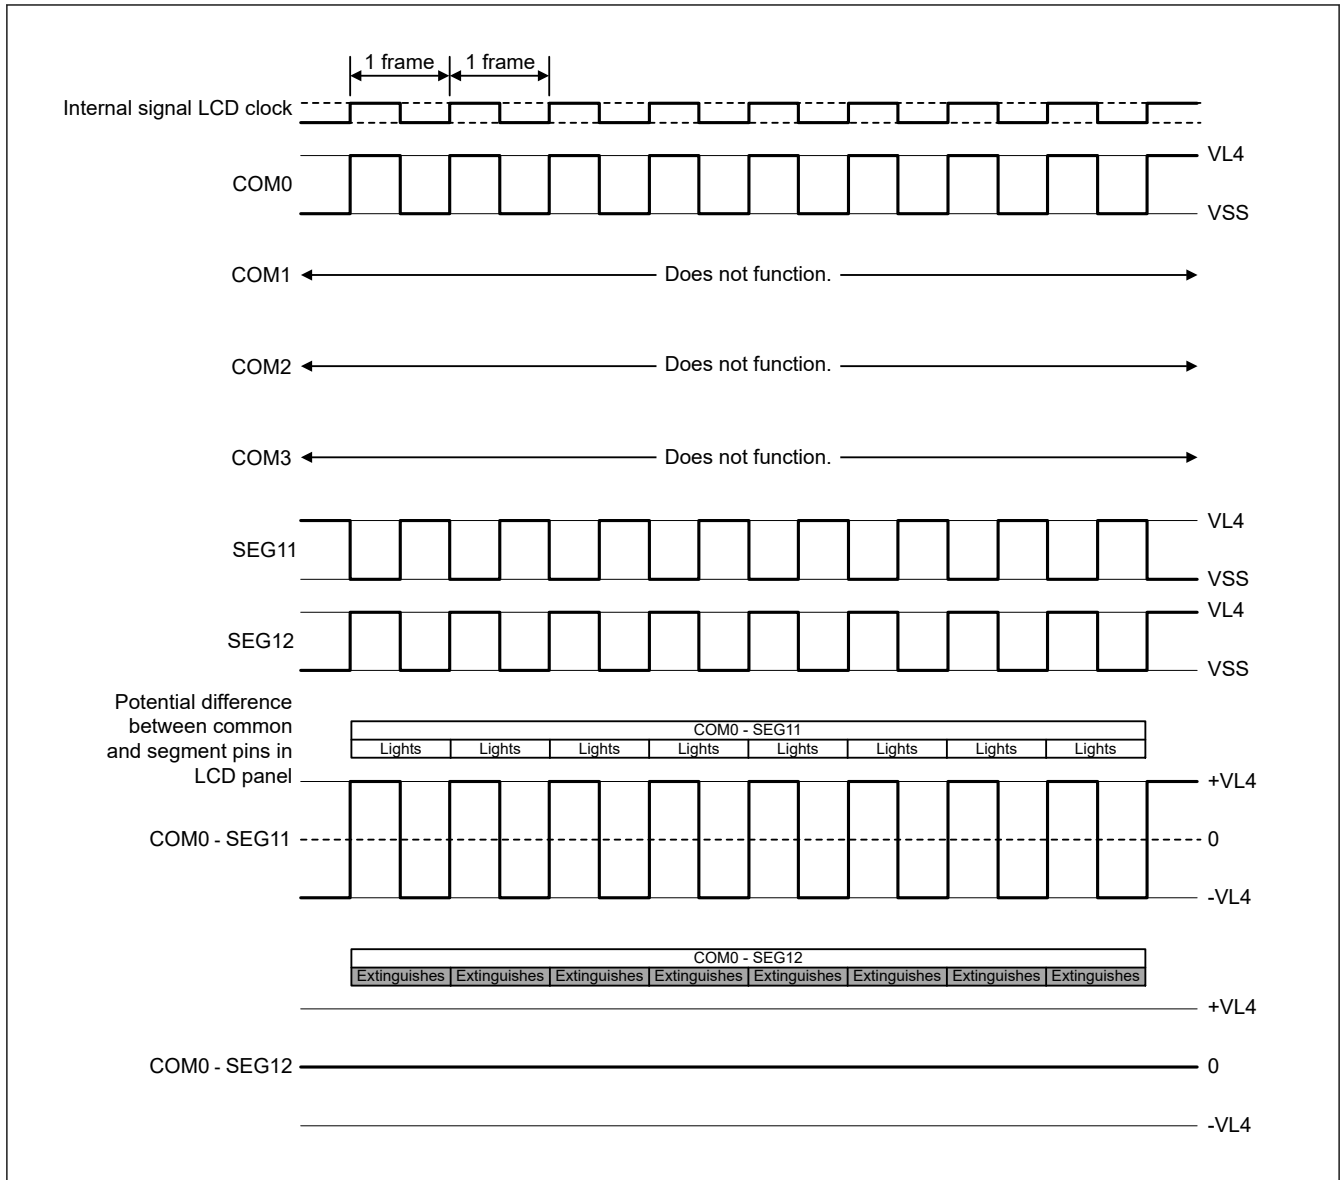 1 frame 1 frame
Internal signal LCD clock
VL4
COM0
VSS
COM1 Does not function.
COM2 Does not function.
COM3 Does not function.
VL4
SEG11
VSS
VL4
SEG12
VSS
Potential difference
between common
and segment pins in
LCD panel
COM0 - SEG11
Lights Lights Lights Lights Lights Lights Lights Lights
+VL4
COM0 - SEG11 0
-VL4
COM0 - SEG12
Extinguishes Extinguishes Extinguishes Extinguishes Extinguishes Extinguishes Extinguishes Extinguishes
+VL4
COM0 - SEG12 0
-VL4